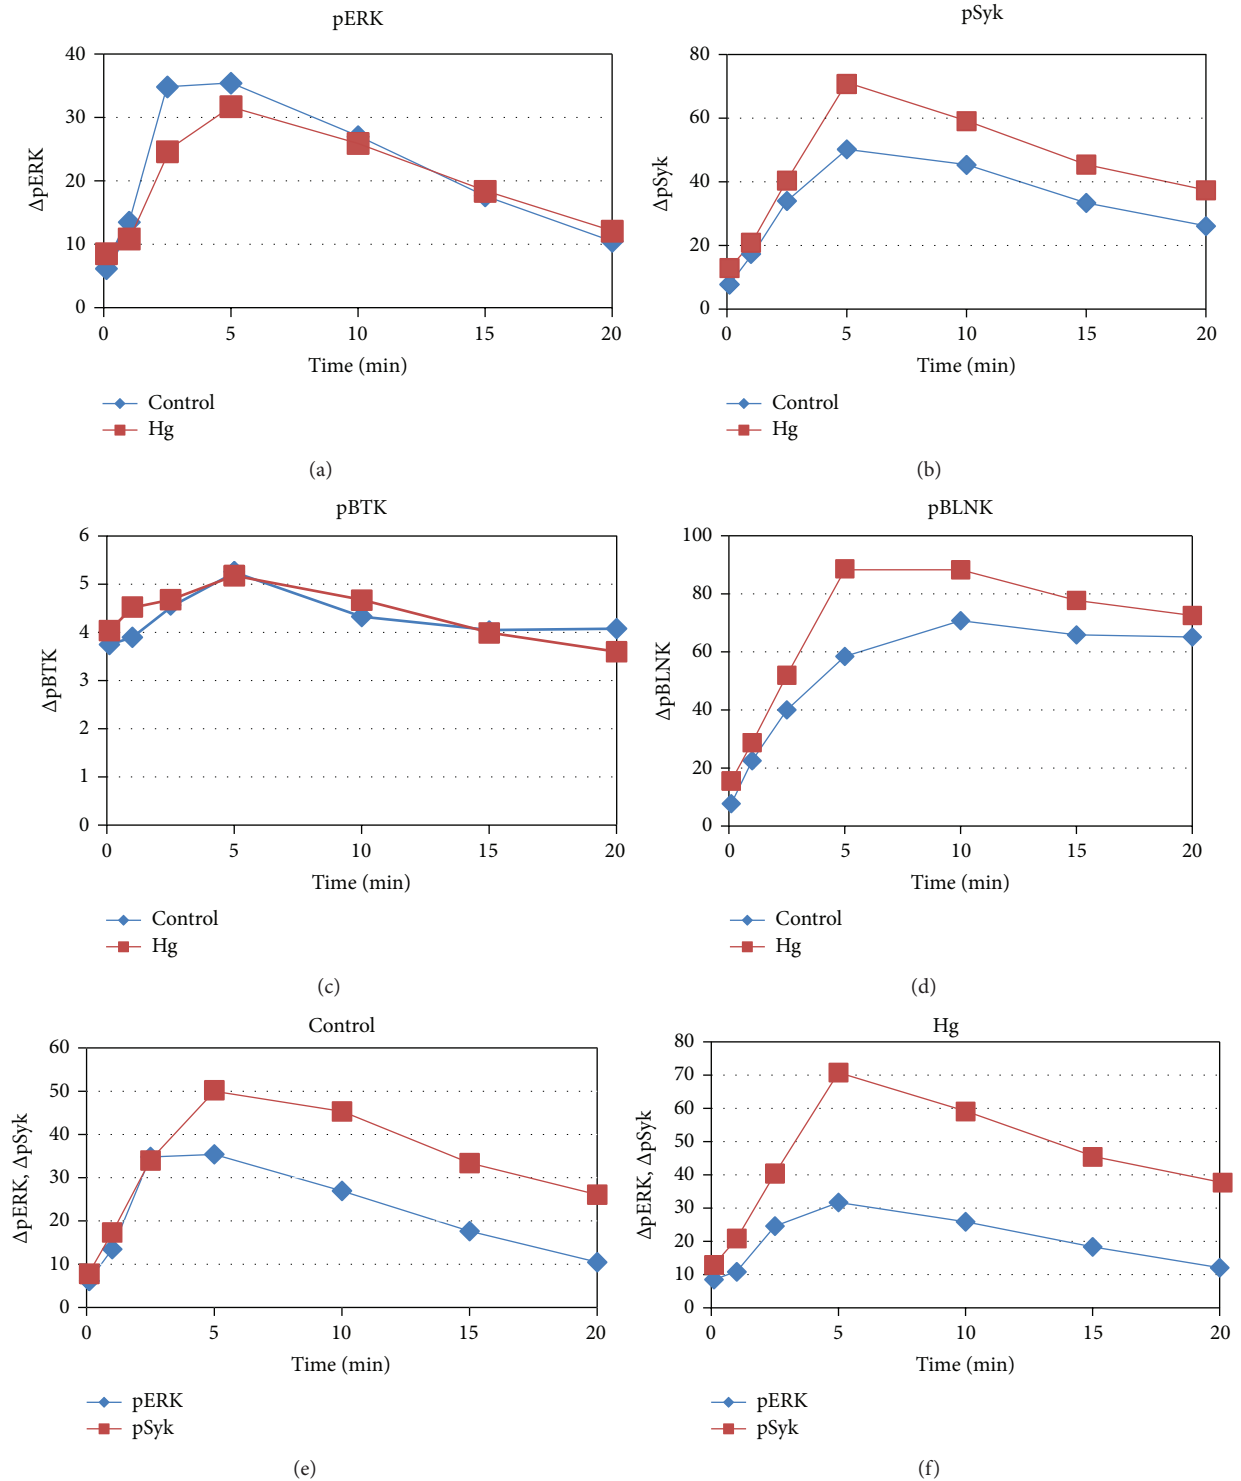 pERK
40
30
20
10
0
ΔpERK
0 5 10 15 20
Time (min)
Control
Hg
(a)
pSyk
80
60
40
20
0
ΔpSyk
0 5 10 15 20
Time (min)
Control
Hg
(b)
pBTK
6
5
4
3
2
1
0
ΔpBTK
0 5 10 15 20
Time (min)
Control
Hg
(c)
pBLNK
100
80
60
40
20
0
ΔpBLNK
0 5 10 15 20
Time (min)
Control
Hg
(d)
Control
60
50
40
30
20
10
0
ΔpERK, ΔpSyk
0 5 10 15 20
Time (min)
pERK
pSyk
(e)
Hg
80
70
60
50
40
30
20
10
0
ΔpERK, ΔpSyk
0 5 10 15 20
Time (min)
pERK
pSyk
(f)